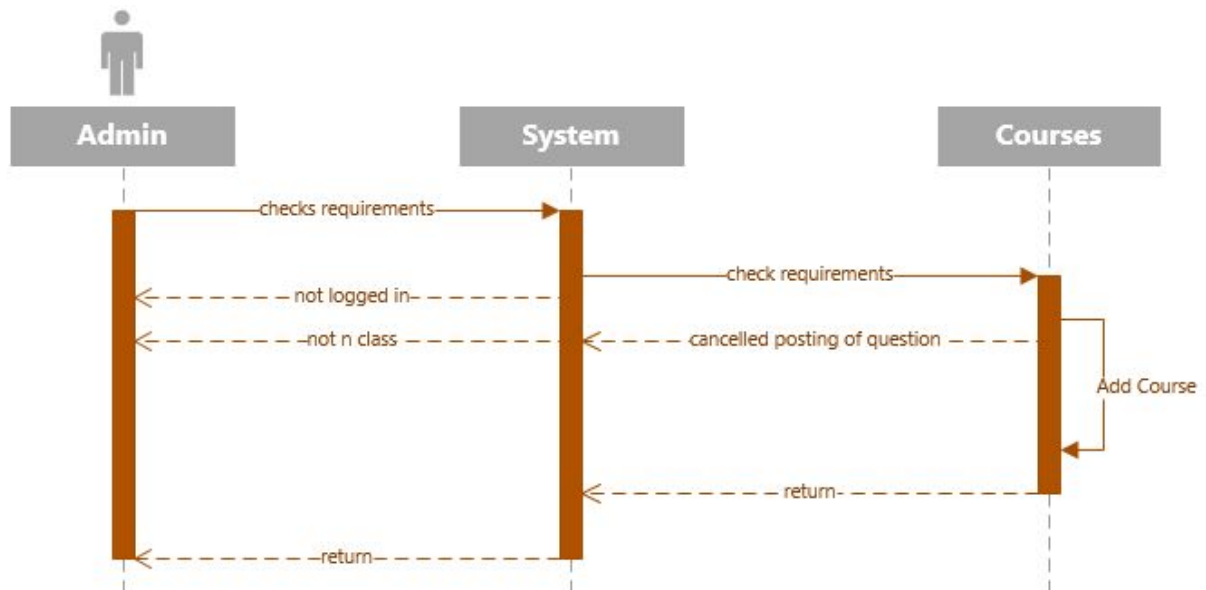 Admin
System
Courses
checks requirements
check requirements
not logged in
not n class
cancelled posting of question
Add Course
return
return